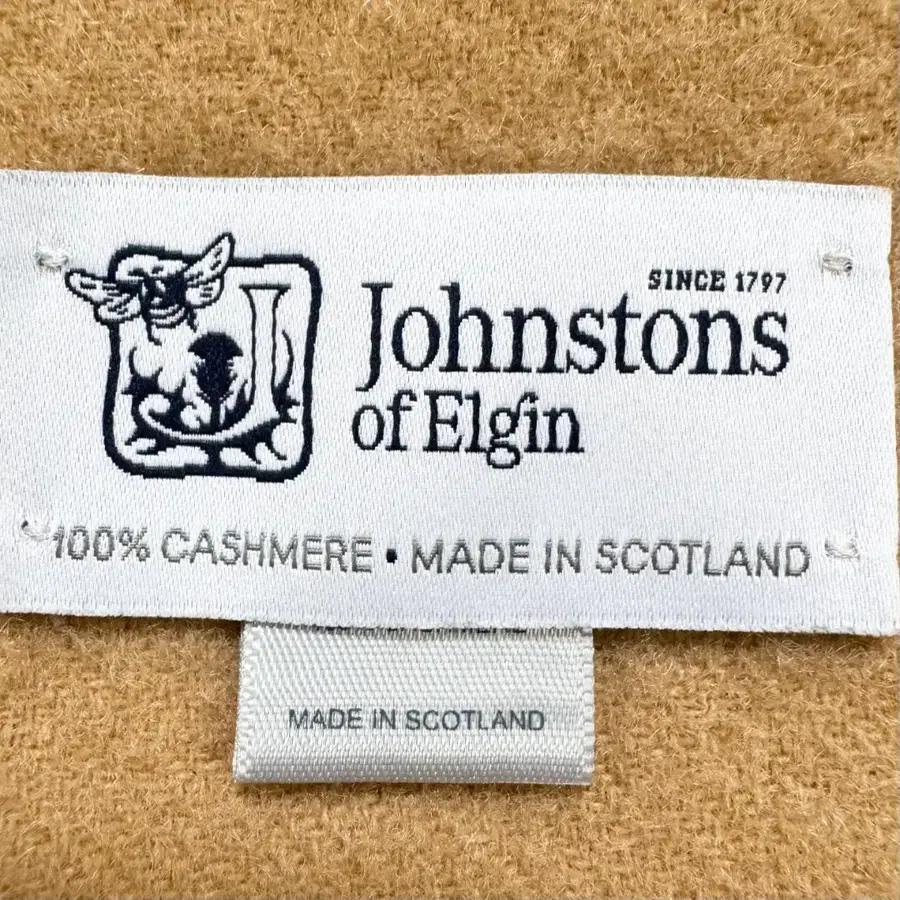 SINCE 1797
Johnstons
of Elgin
100% CASHMERE • MADE IN SCOTLAND
MADE IN SCOTLAND